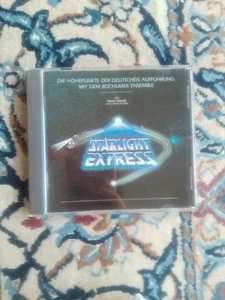 DIE HÖHEPUNKTE DER DEUTSCHEN AUFFÜHRUNG
MIT DEM BOCHUMER ENSEMBLE
STARLIGHT
EXPRESS